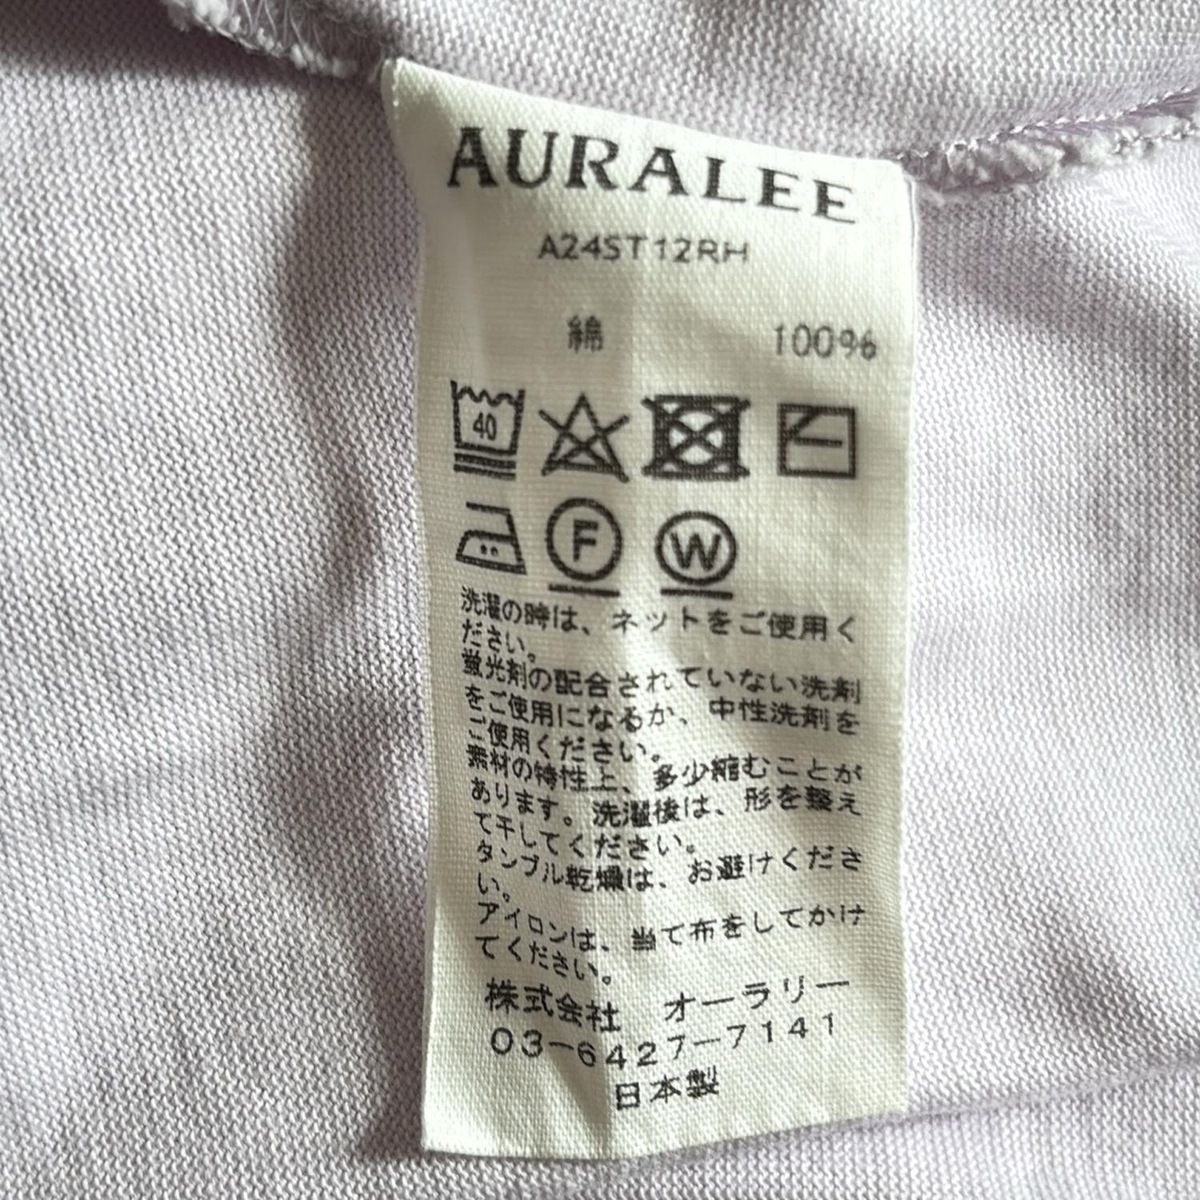 AURALEE
A24ST12RH
綿 100%
40
F W
洗濯の時は、ネットをご使用く
ださい。
蛍光剤の配合されていない洗剤
をご使用になるか、中性洗剤を
ご使用ください。
素材の特性上、多少縮むことが
あります。洗濯後は、形を整え
て干してください。
タンブル乾燥は、お避けくださ
い。
アイロンは、当て布をしてかけ
てください。
株式会社 オーラリー
03-6427-7141
日本製